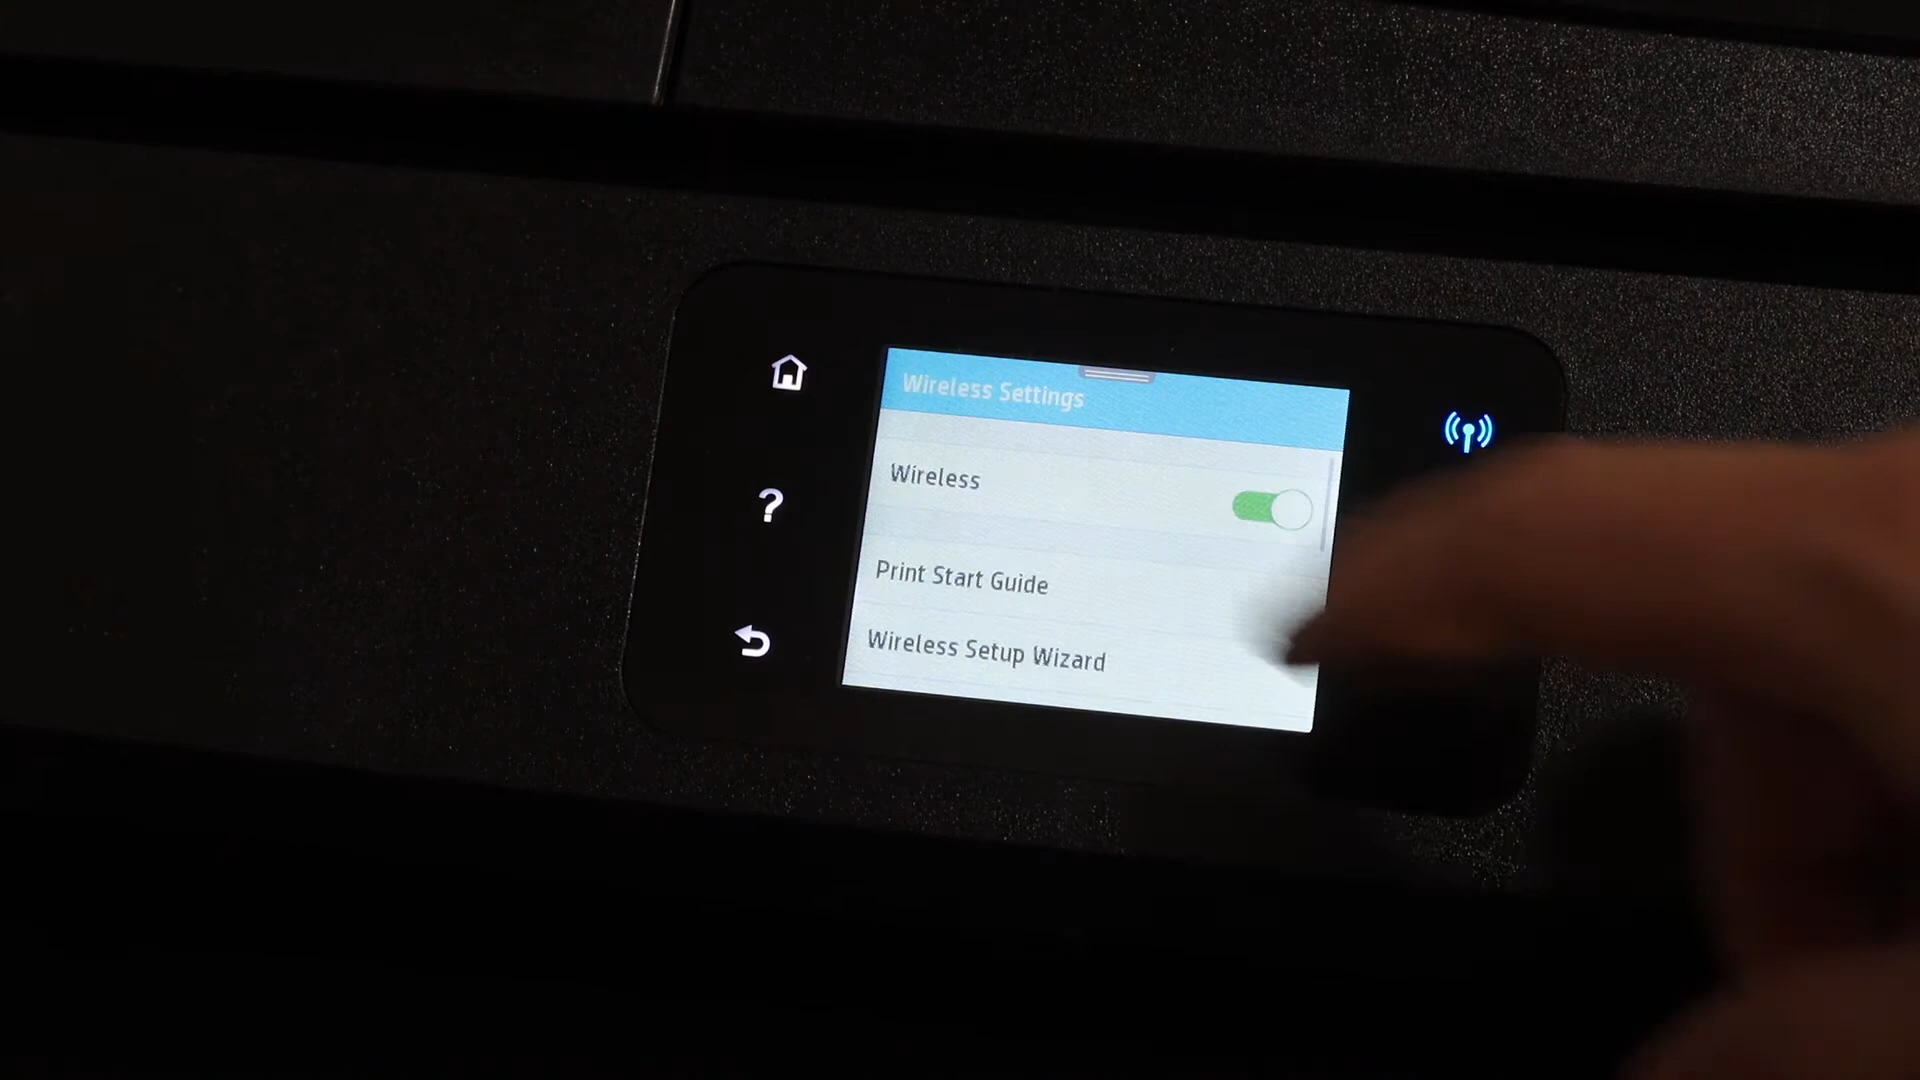 Wireless Settings
Wireless
Print Start Guide
Wireless Setup Wizard
?